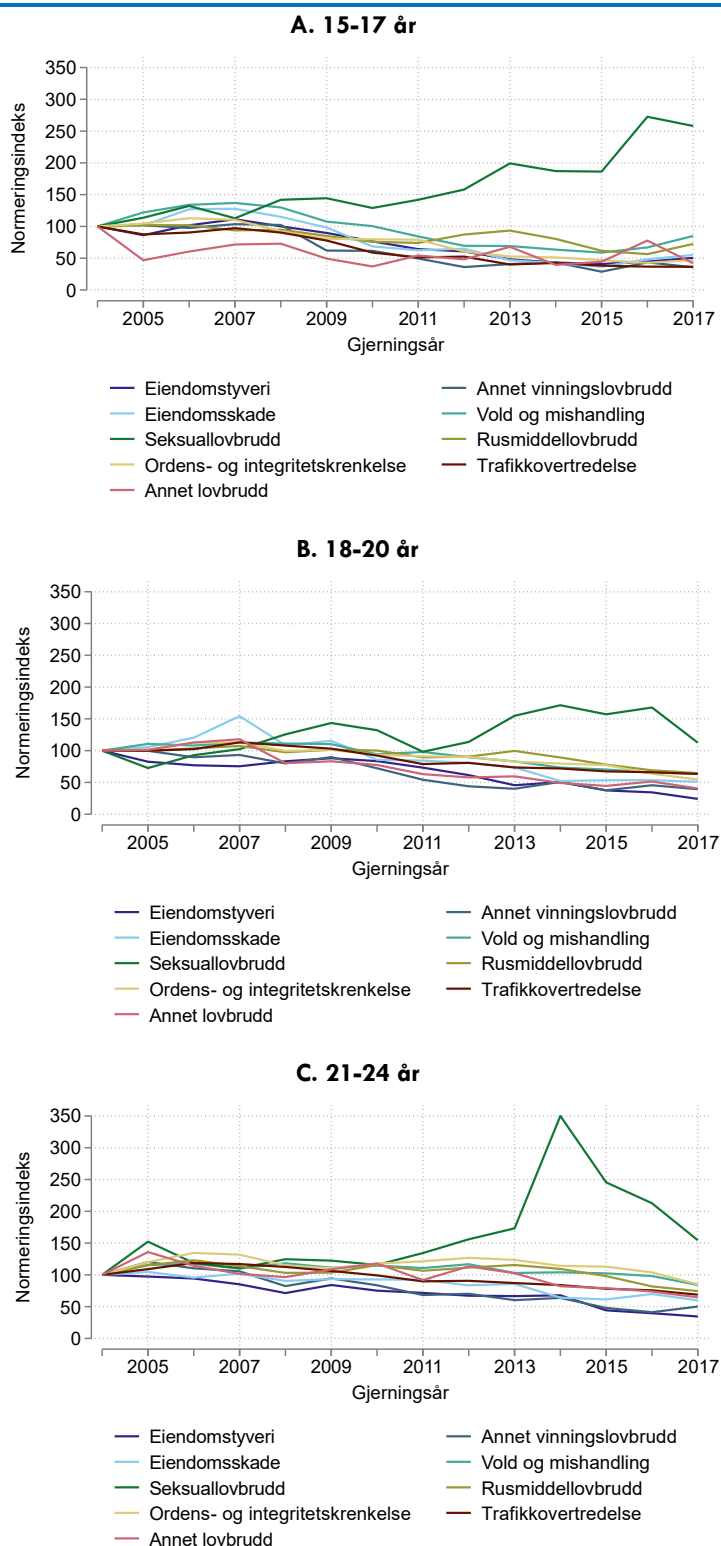 A. 15-17 år
Normeringsindeks
350
300
250
200
150
100
50
0
2005 2007 2009 2011 2013 2015 2017
Gjerningsår
Eiendomstyveri Annet vinningslovbrudd
Eiendomsskade Vold og mishandling
Seksuallovbrudd Rusmiddellovbrudd
Ordens- og integritetskrenkelse Trafikkovertredelse
Annet lovbrudd
B. 18-20 år
Normeringsindeks
350
300
250
200
150
100
50
0
2005 2007 2009 2011 2013 2015 2017
Gjerningsår
Eiendomstyveri Annet vinningslovbrudd
Eiendomsskade Vold og mishandling
Seksuallovbrudd Rusmiddellovbrudd
Ordens- og integritetskrenkelse Trafikkovertredelse
Annet lovbrudd
C. 21-24 år
Normeringsindeks
350
300
250
200
150
100
50
0
2005 2007 2009 2011 2013 2015 2017
Gjerningsår
Eiendomstyveri Annet vinningslovbrudd
Eiendomsskade Vold og mishandling
Seksuallovbrudd Rusmiddellovbrudd
Ordens- og integritetskrenkelse Trafikkovertredelse
Annet lovbrudd